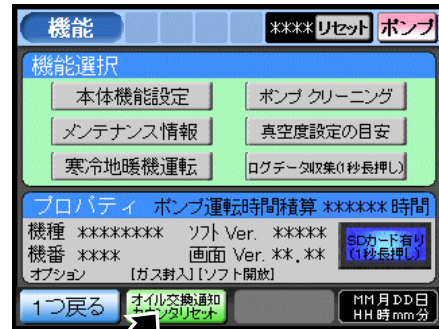 機能 **** リセット ポンプ
機能選択
本体機能設定 ポンプ クリーニング
メンテナンス情報 真空度設定の目安
寒冷地暖機運転 ログデータ収集(1秒長押し)
プロパティ ポンプ運転時間積算 ****** 時間
機種 ******** ソフト Ver. *****
機番 **** 画面 Ver. **.**
SDカード有り
(1秒長押し)
オプション [ガス封入][ソフト開放]
1つ戻る オイル交換通知
カウンタリセット
MM月DD日
HH時mm分